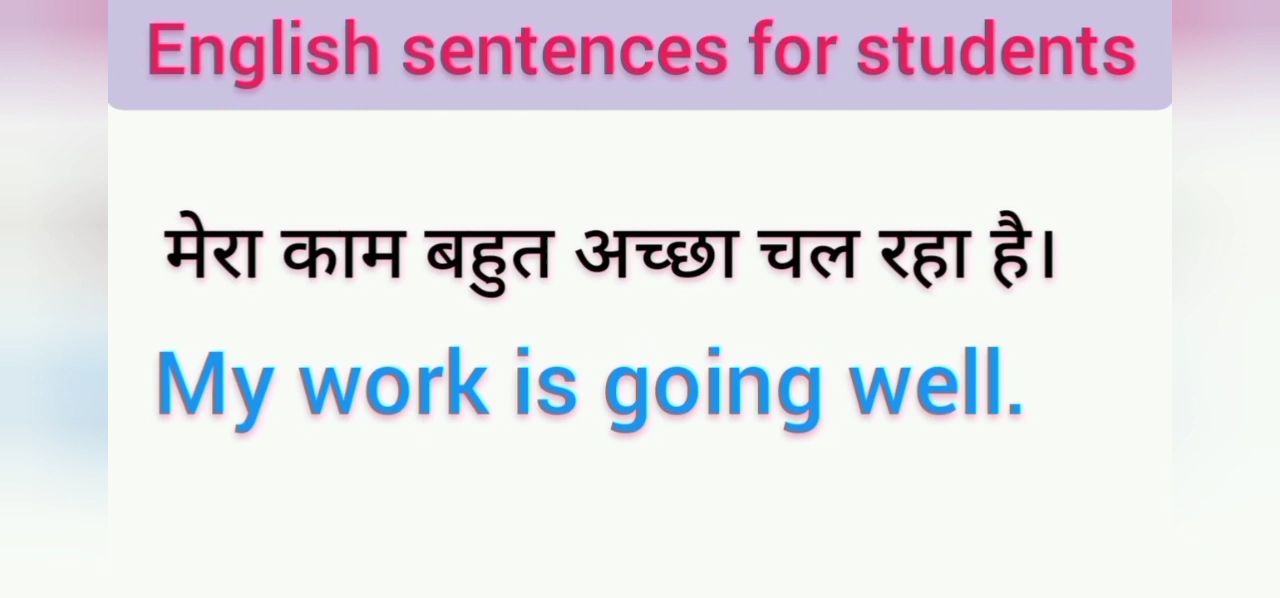 English sentences for students
मेरा काम बहुत अच्छा चल रहा है।
My work is going well.